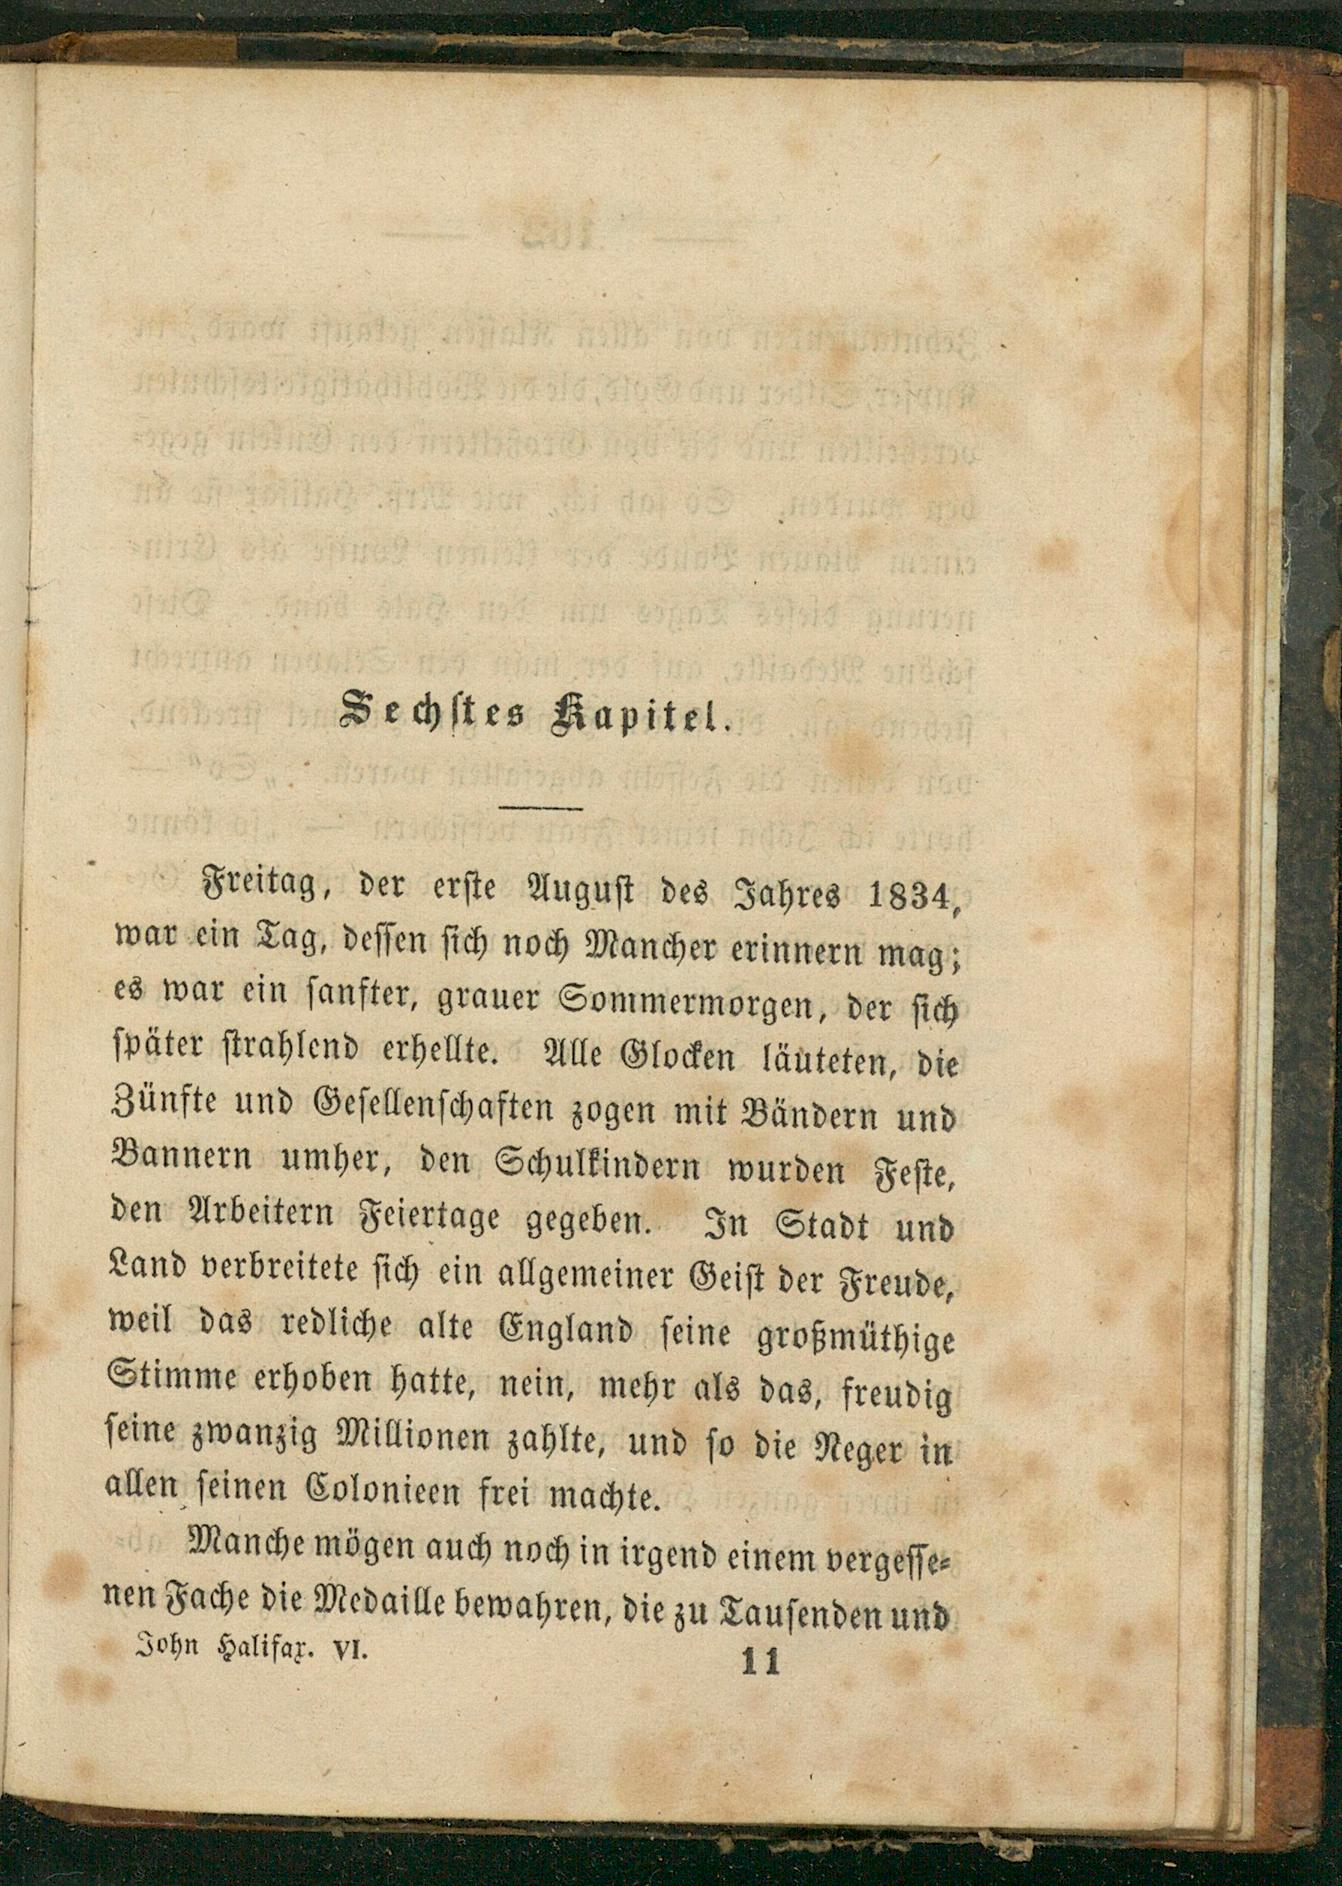 Sechstes Kapitel.
Freitag, der erste August des Jahres 1834,
war ein Tag, dessen sich noch Mancher erinnern mag;
es war ein sanfter, grauer Sommermorgen, der sich
später strahlend erhellte. Alle Glocken läuteten, die
Zünfte und Gesellenschaften zogen mit Bändern und
Bannern umher, den Schulkindern wurden Feste,
den Arbeitern Feiertage gegeben. In Stadt und
Land verbreitete sich ein allgemeiner Geist der Freude,
weil das redliche alte England seine großmüthige
Stimme erhoben hatte, nein, mehr als das, freudig
seine zwanzig Millionen zahlte, und so die Neger in
allen seinen Colonieen frei machte.
Manche mögen auch noch in irgend einem vergesse-
nen Fache die Medaille bewahren, die zu Tausenden und
John Halifax. VI. 11